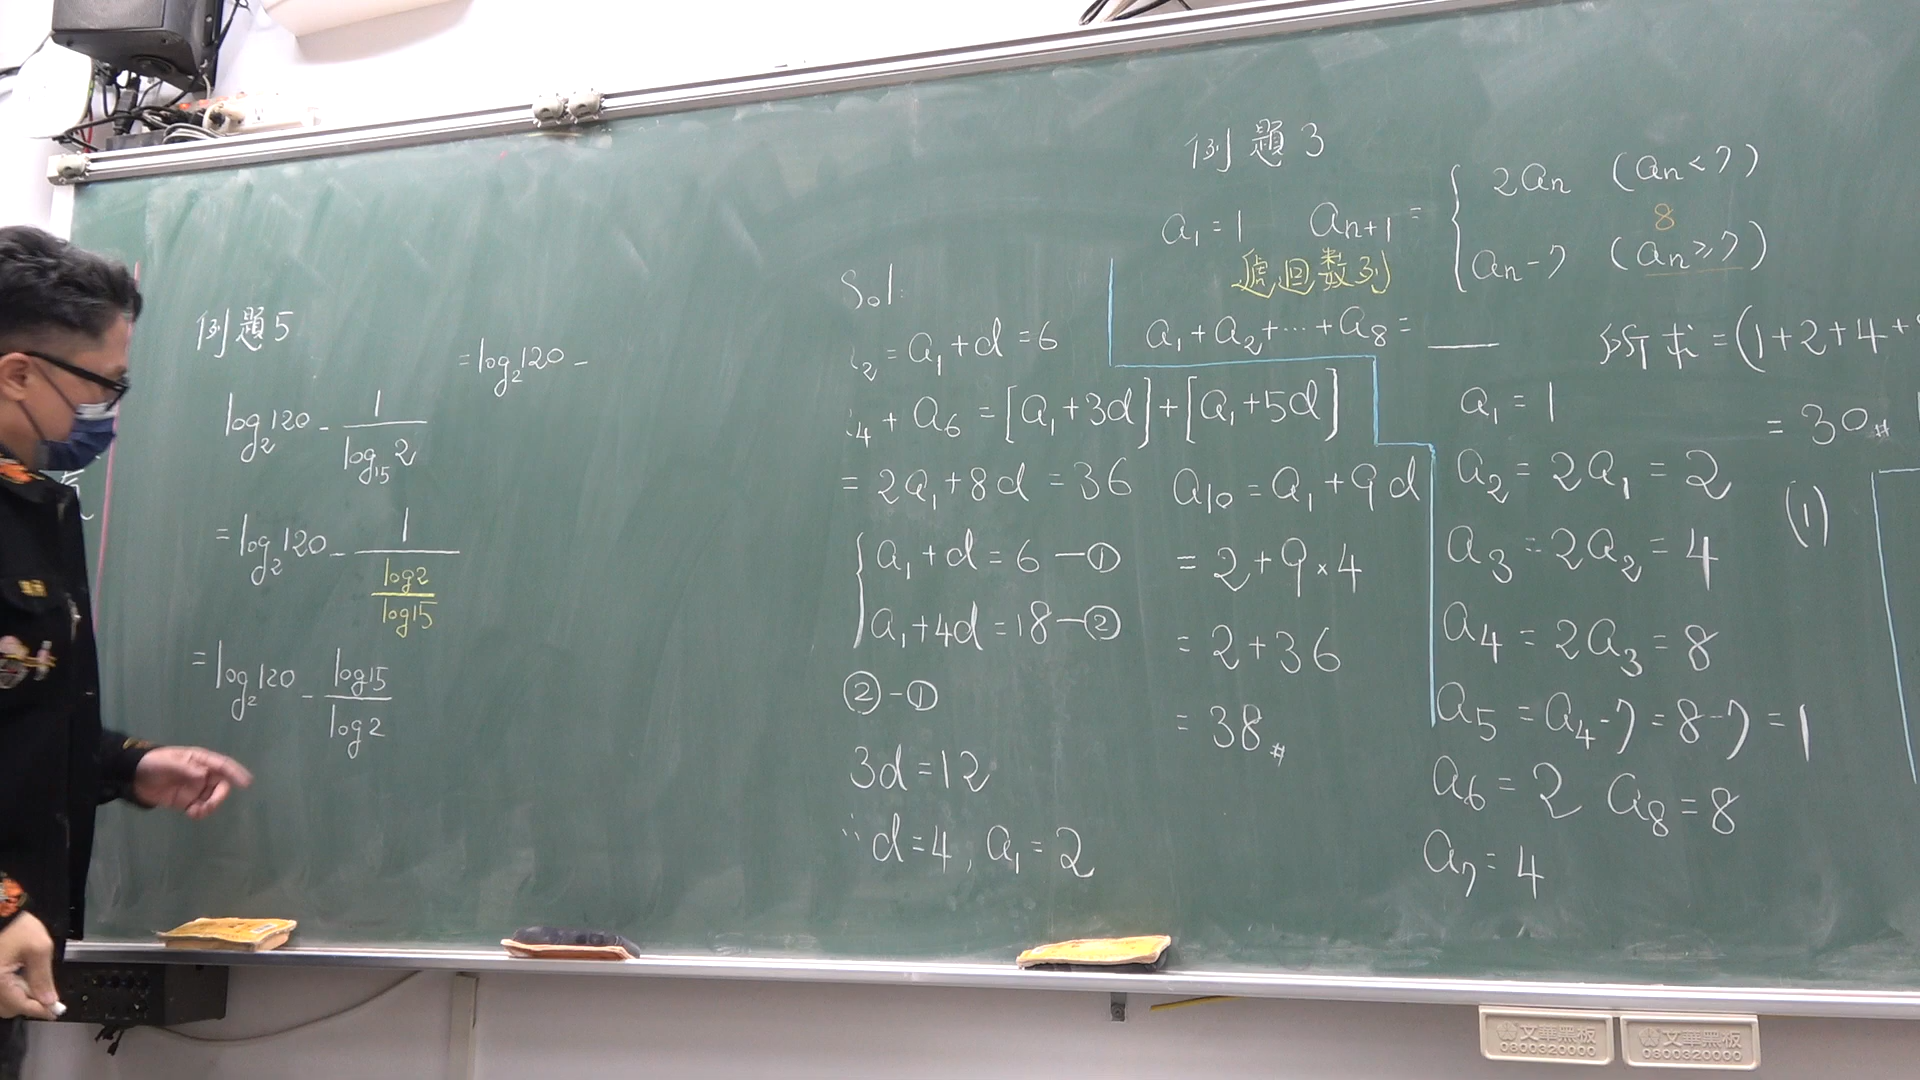 例題5
log₂120 - 1/log₁₅2
= log₂120 - 1/(log2/log15)
= log₂120 - log15/log2
= log₂120 -
Sol:
₂ = a₁ + d = 6
₄ + a₆ = [a₁ + 3d] + [a₁ + 5d]
= 2a₁ + 8d = 36
a₁ + d = 6 —①
a₁ + 4d = 18 —②
② - ①
3d = 12
∴ d = 4, a₁ = 2
a₁₀ = a₁ + 9d
= 2 + 9 × 4
= 2 + 36
= 38 #
例題3
a₁ = 1 aₙ₊₁ = { 2aₙ (aₙ < 7)
8
aₙ - 7 (aₙ ≥ 7)
遞迴数列
a₁ + a₂ + ⋯ + a₈ = ____
a₁ = 1
a₂ = 2a₁ = 2
a₃ = 2a₂ = 4
a₄ = 2a₃ = 8
a₅ = a₄ - 7 = 8 - 7 = 1
a₆ = 2 a₈ = 8
a₇ = 4
所求 = (1 + 2 + 4 +
= 30 #
(1)
文華黑板
0800320000
文華黑板
0800320000